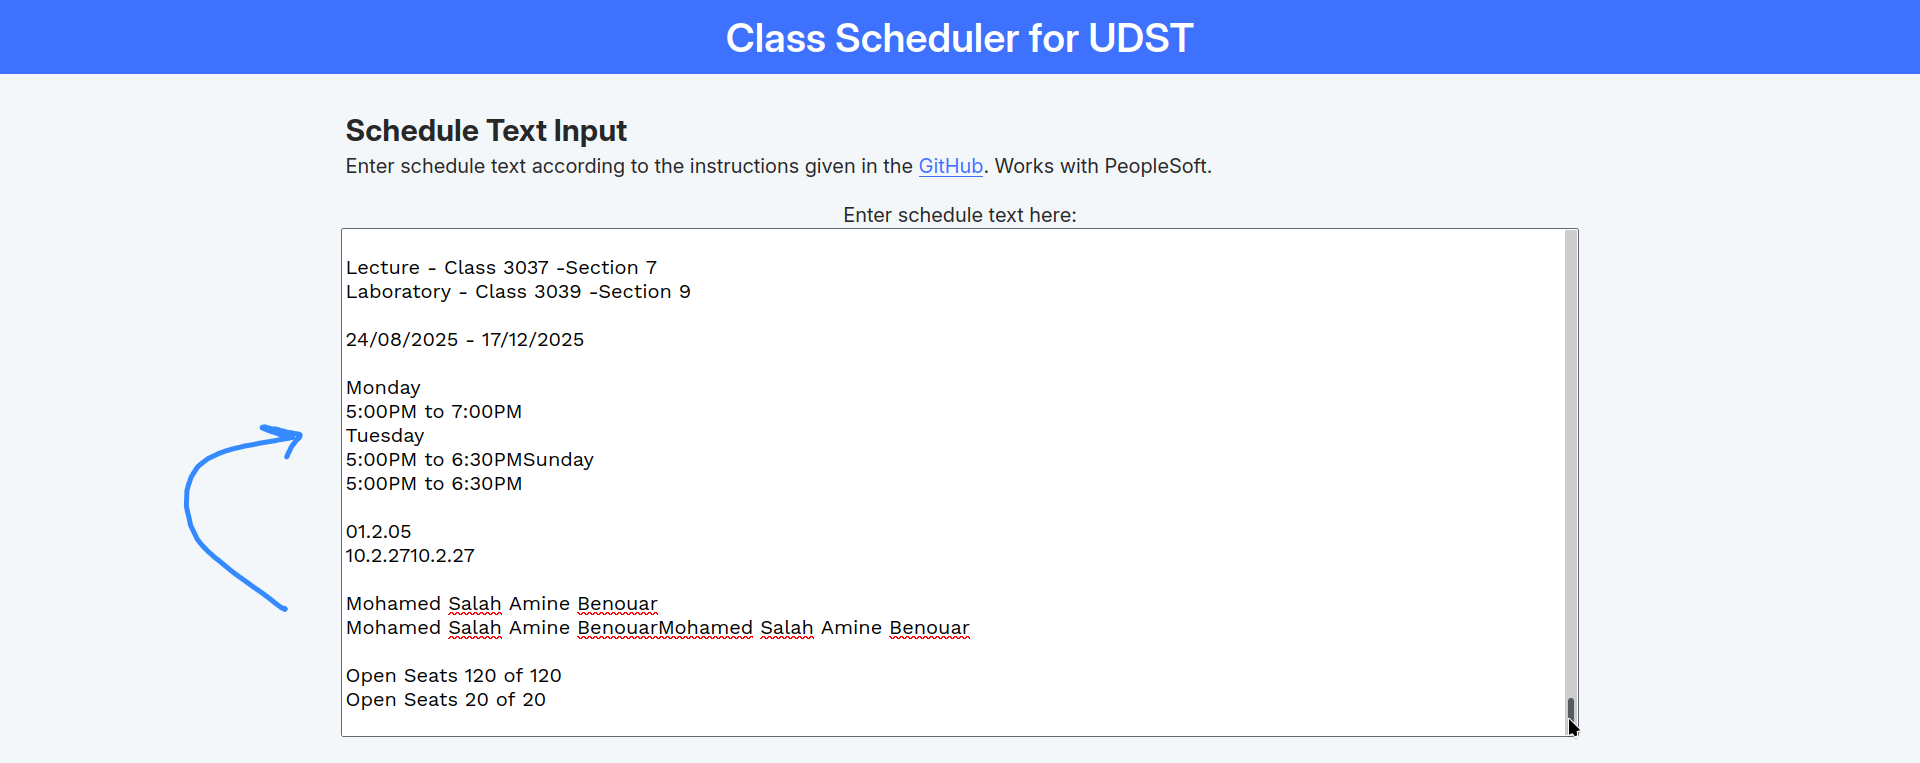 Class Scheduler for UDST
Schedule Text Input
Enter schedule text according to the instructions given in the GitHub. Works with PeopleSoft.
Enter schedule text here:
Lecture - Class 3037 -Section 7
Laboratory - Class 3039 -Section 9
24/08/2025 - 17/12/2025
Monday
5:00PM to 7:00PM
Tuesday
5:00PM to 6:30PMSunday
5:00PM to 6:30PM
01.2.05
10.2.2710.2.27
Mohamed Salah Amine Benouar
Mohamed Salah Amine BenouarMohamed Salah Amine Benouar
Open Seats 120 of 120
Open Seats 20 of 20